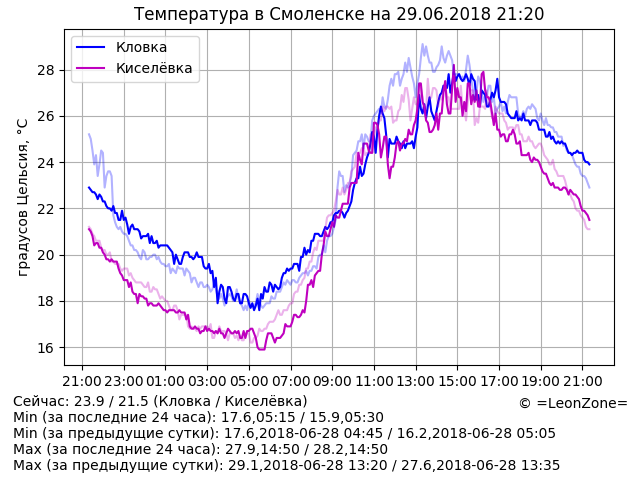 Температура в Смоленске на 29.06.2018 21:20
Кловка
Киселёвка
градусов Цельсия, °C
28
26
24
22
20
18
16
21:00 23:00 01:00 03:00 05:00 07:00 09:00 11:00 13:00 15:00 17:00 19:00 21:00
Сейчас: 23.9 / 21.5 (Кловка / Киселёвка)
© =LeonZone=
Min (за последние 24 часа): 17.6,05:15 / 15.9,05:30
Min (за предыдущие сутки): 17.6,2018-06-28 04:45 / 16.2,2018-06-28 05:05
Max (за последние 24 часа): 27.9,14:50 / 28.2,14:50
Max (за предыдущие сутки): 29.1,2018-06-28 13:20 / 27.6,2018-06-28 13:35